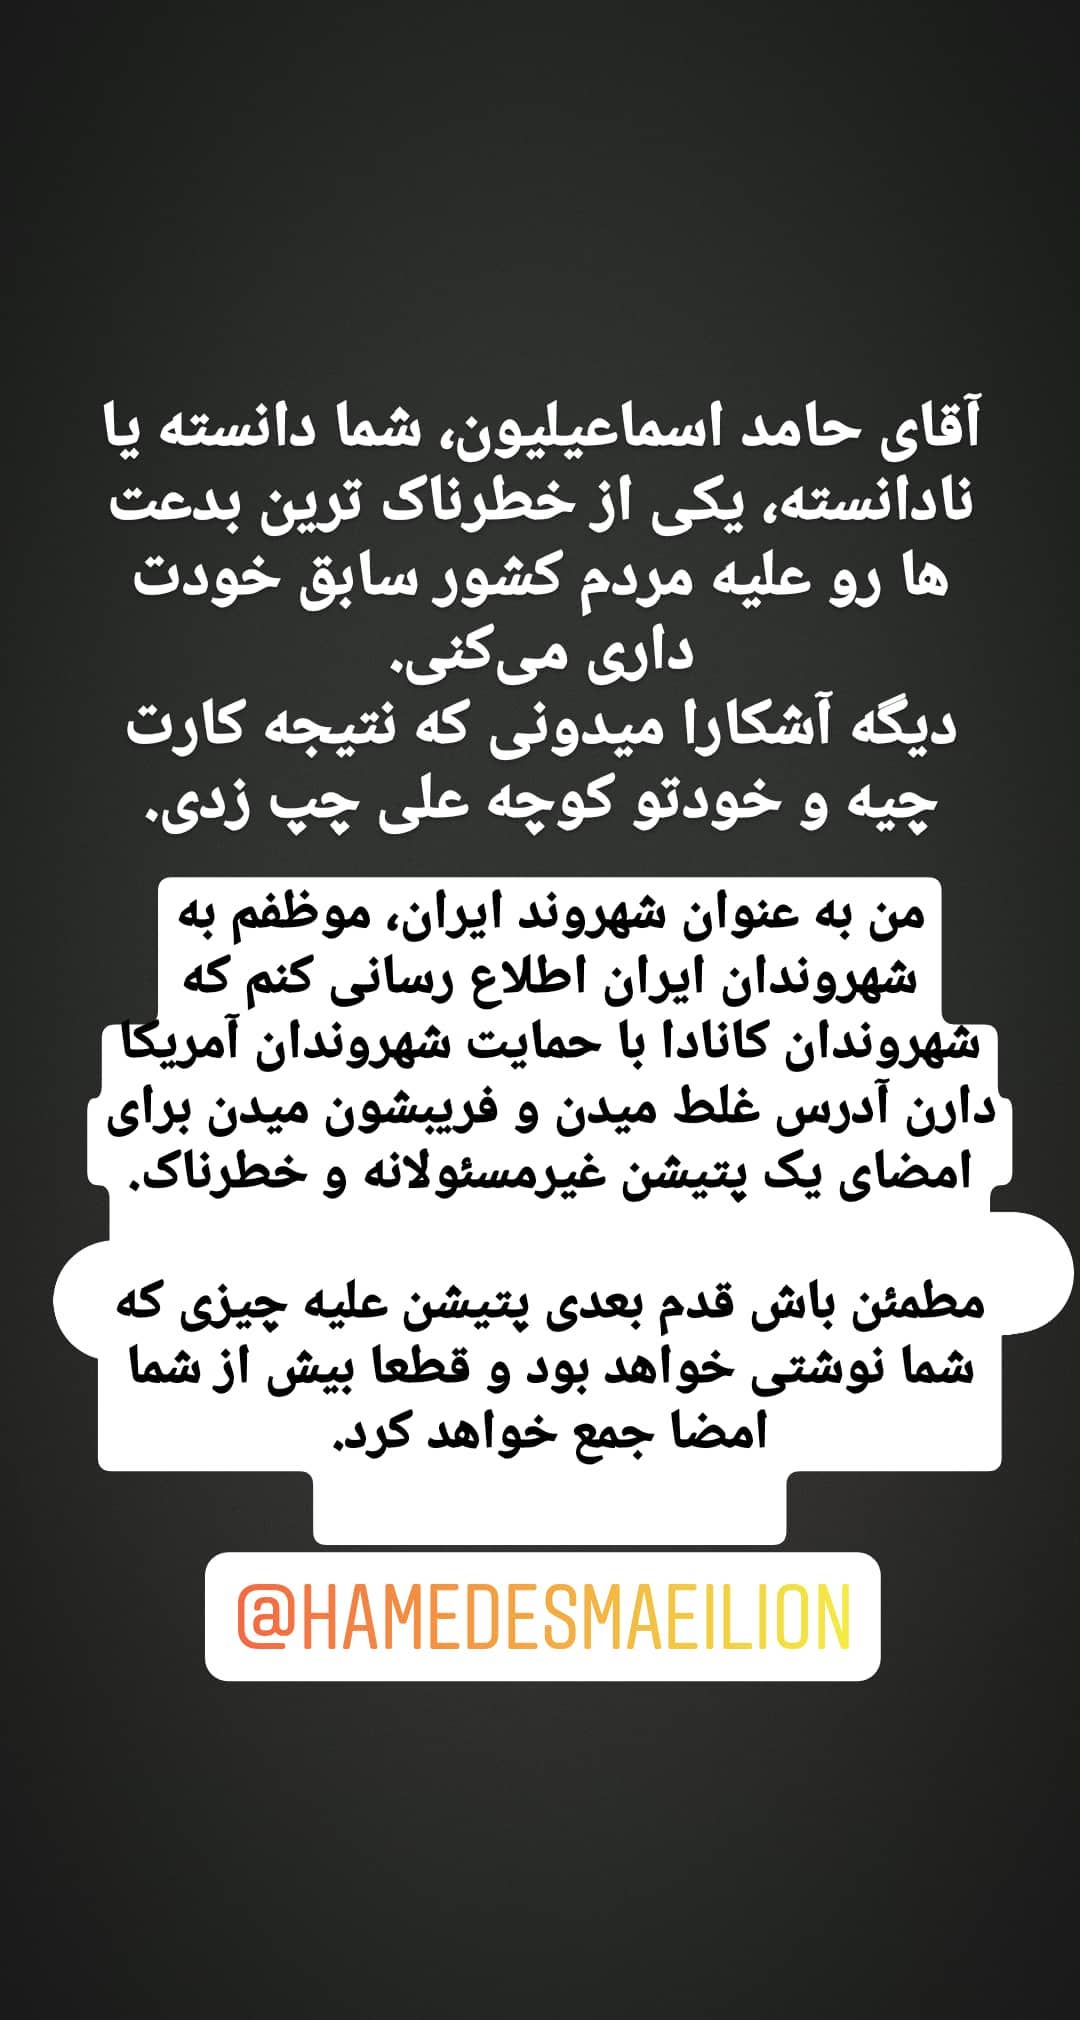 آقای حامد اسماعیلیون، شما دانسته یا
نادانسته، یکی از خطرناک ترین بدعت
ها رو علیه مردم کشور سابق خودت
داری می‌کنی.
دیگه آشکارا میدونی که نتیجه کارت
چیه و خودتو کوچه علی چپ زدی.
من به عنوان شهروند ایران، موظفم به
شهروندان ایران اطلاع رسانی کنم که
شهروندان کانادا با حمایت شهروندان آمریکا
دارن آدرس غلط میدن و فریبشون میدن برای
امضای یک پتیشن غیرمسئولانه و خطرناک.
مطمئن باش قدم بعدی پتیشن علیه چیزی که
شما نوشتی خواهد بود و قطعا بیش از شما
امضا جمع خواهد کرد.
@HAMEDESMAEILION